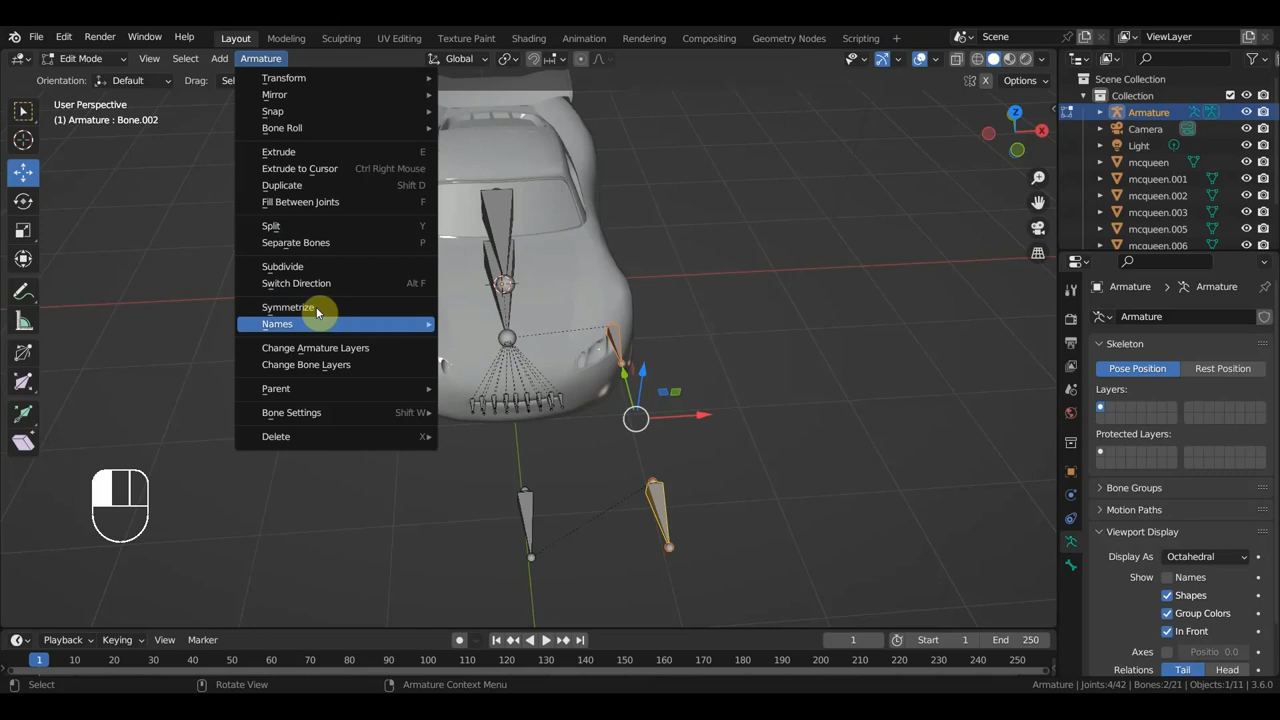 File Edit Render Window Help Layout Modeling Sculpting UV Editing Texture Paint Shading Animation Rendering Compositing Geometry Nodes Scripting + Scene ViewLayer
Edit Mode View Select Add Armature Global
Orientation: Default Drag: X Options
User Perspective
(1) Armature : Bone.002
Transform
Mirror
Snap
Bone Roll
Extrude E
Extrude to Cursor Ctrl Right Mouse
Duplicate Shift D
Fill Between Joints F
Split Y
Separate Bones P
Subdivide
Switch Direction Alt F
Symmetrize
Names
Change Armature Layers
Change Bone Layers
Parent
Bone Settings Shift W
Delete X
Z
X
Scene Collection
Collection
Armature
Camera
Light
mcqueen
mcqueen.001
mcqueen.002
mcqueen.003
mcqueen.005
mcqueen.006
Armature > Armature
Armature
Skeleton
Pose Position Rest Position
Layers:
Protected Layers:
Bone Groups
Motion Paths
Viewport Display
Display As Octahedral
Show Names
Shapes
Group Colors
In Front
Axes Positio 0.0
Relations Tail Head
Playback Keying View Marker 1 Start 1 End 250
1 10 20 30 40 50 60 70 80 90 100 110 120 130 140 150 160 170 180 190 200 210 220 230 240 250
Select Rotate View Armature Context Menu Armature | Joints:4/42 | Bones:2/21 | Objects:1/11 | 3.6.0